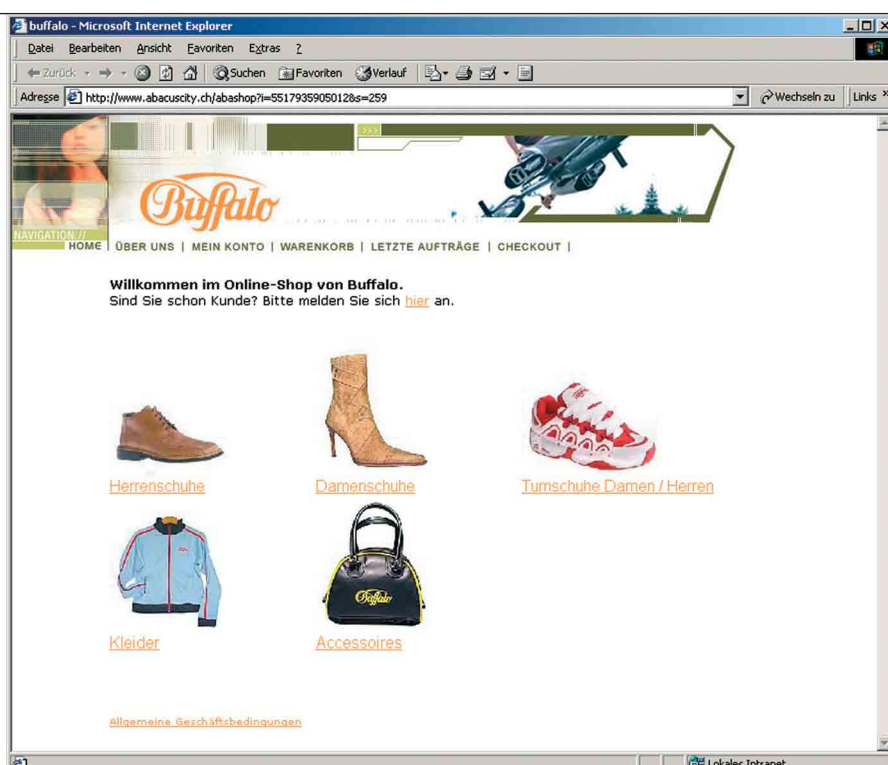 buffalo - Microsoft Internet Explorer
Datei Bearbeiten Ansicht Favoriten Extras ?
Zurück Suchen Favoriten Verlauf
Adresse http://www.abacuscity.ch/abashop?i=5517935905012&s=259 Wechseln zu Links »
>>>
Buffalo
NAVIGATION://
HOME | ÜBER UNS | MEIN KONTO | WARENKORB | LETZTE AUFTRÄGE | CHECKOUT |
Willkommen im Online-Shop von Buffalo.
Sind Sie schon Kunde? Bitte melden Sie sich hier an.
Herrenschuhe Damenschuhe Turnschuhe Damen / Herren
Buffalo
Kleider Accessoires
Allgemeine Geschäftsbedingungen
Lokales Intranet